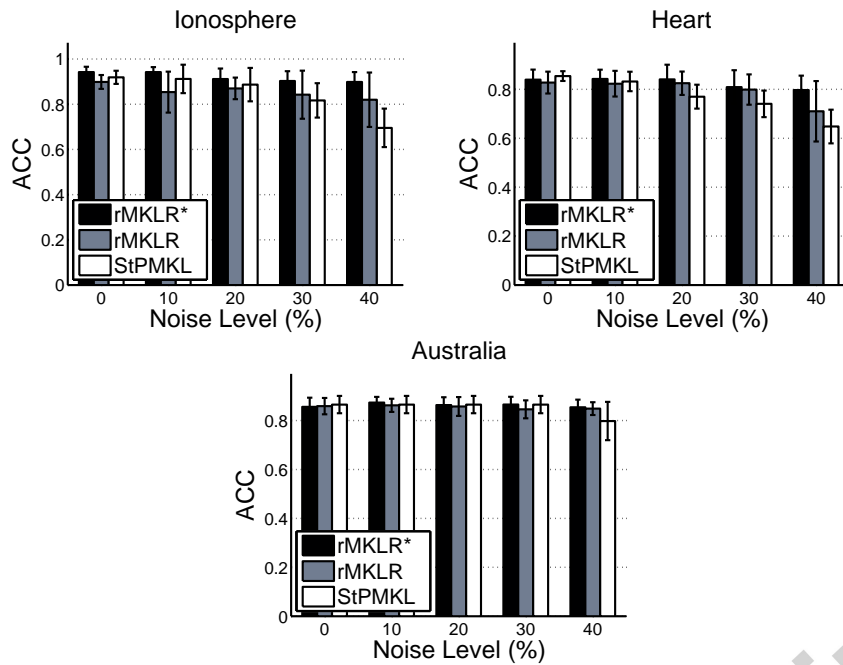 Ionosphere
ACC
1
0.8
0.6
0.4
0.2
0
rMKLR*
rMKLR
StPMKL
0 10 20 30 40
Noise Level (%)
Heart
ACC
0.8
0.6
0.4
0.2
0
rMKLR*
rMKLR
StPMKL
0 10 20 30 40
Noise Level (%)
Australia
ACC
0.8
0.6
0.4
0.2
0
rMKLR*
rMKLR
StPMKL
0 10 20 30 40
Noise Level (%)